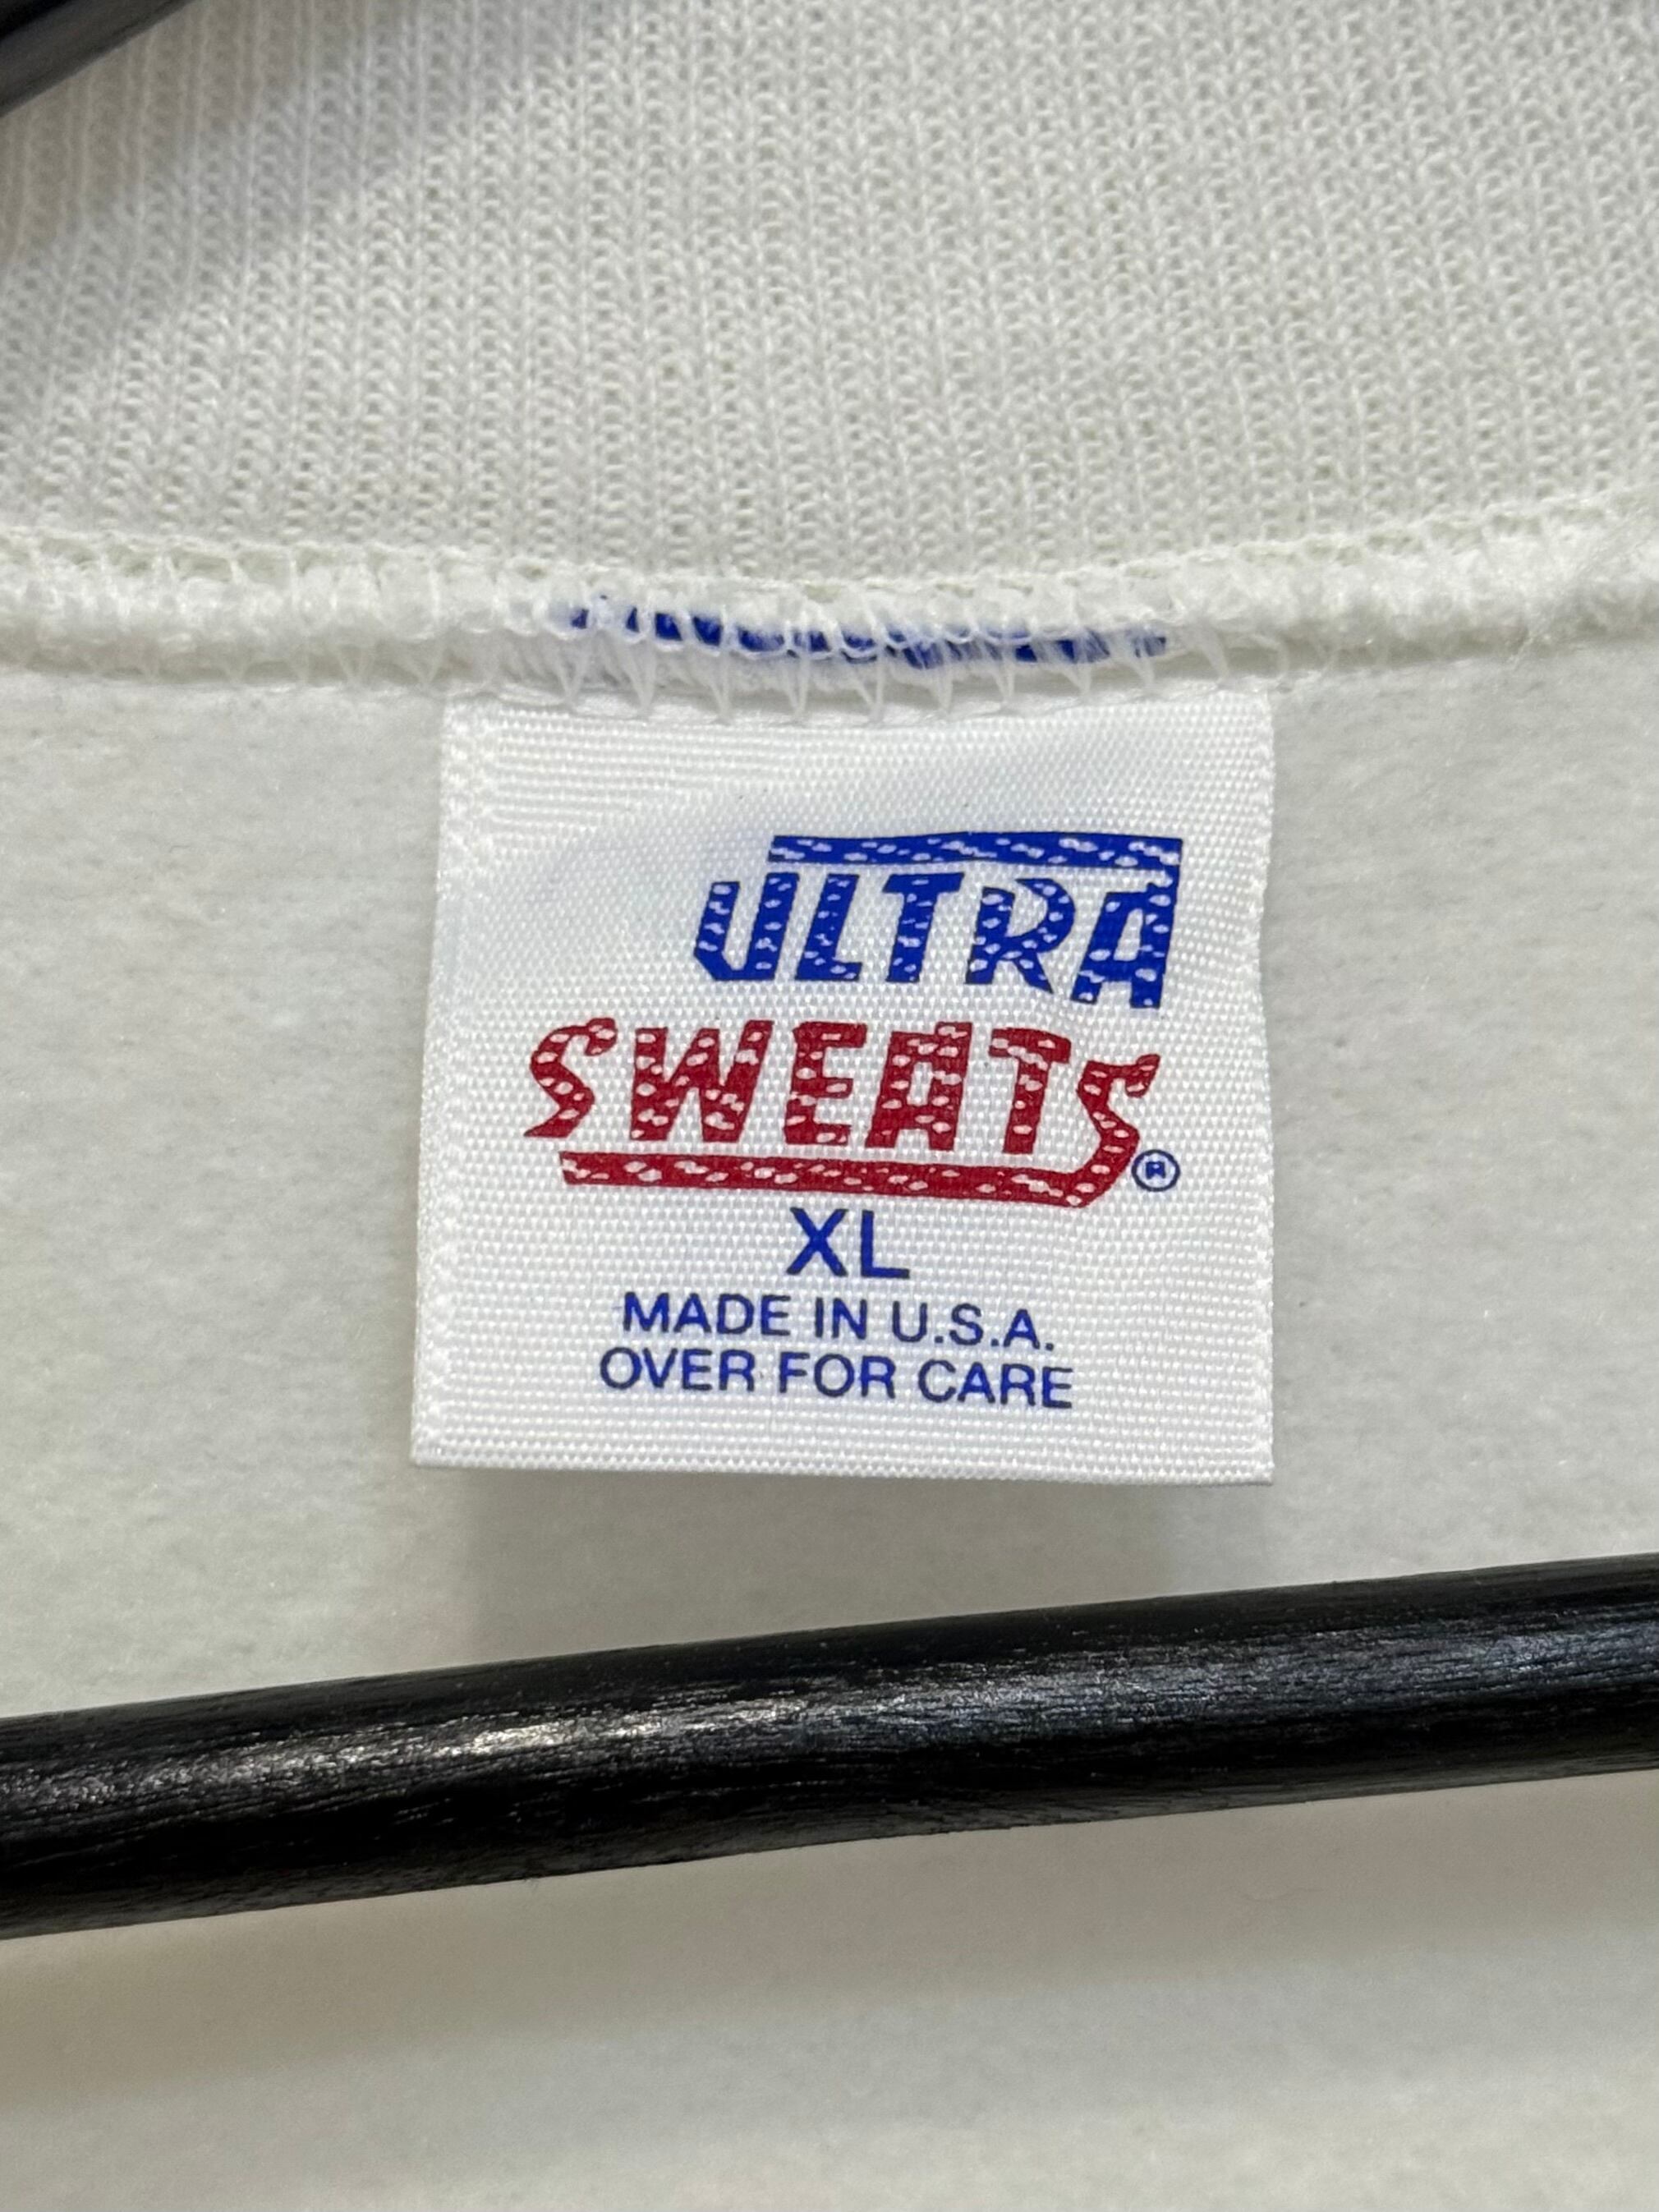 ULTRA
SWEATS®
XL
MADE IN U.S.A.
OVER FOR CARE